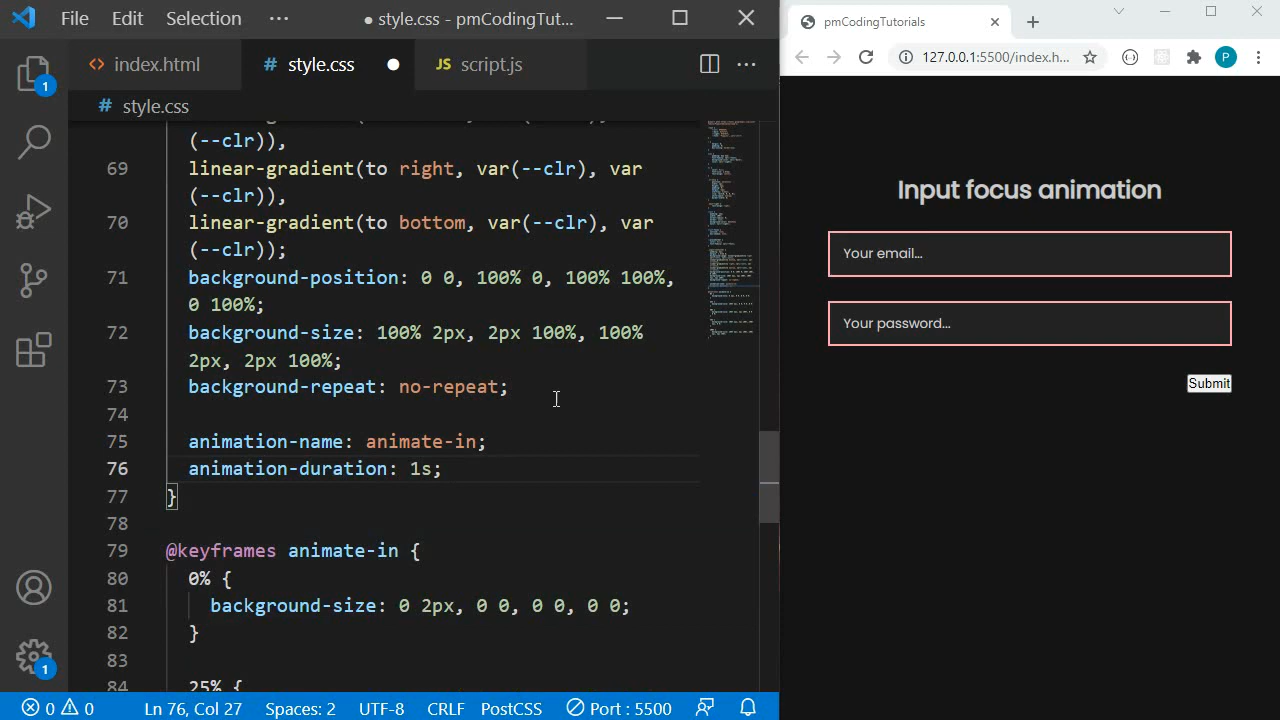 File Edit Selection ··· ● style.css - pmCodingTut...
index.html # style.css ● JS script.js ···
# style.css
(--clr)),
69 linear-gradient(to right, var(--clr), var
(--clr)),
70 linear-gradient(to bottom, var(--clr), var
(--clr));
71 background-position: 0 0, 100% 0, 100% 100%,
0 100%;
72 background-size: 100% 2px, 2px 100%, 100%
2px, 2px 100%;
73 background-repeat: no-repeat;
74
75 animation-name: animate-in;
76 animation-duration: 1s;
77 }
78
79 @keyframes animate-in {
80 0% {
81 background-size: 0 2px, 0 0, 0 0, 0 0;
82 }
83
84 25% {
1
1
0 0 Ln 76, Col 27 Spaces: 2 UTF-8 CRLF PostCSS Port : 5500
pmCodingTutorials
127.0.0.1:5500/index.h... P
Input focus animation
Your email...
Your password...
Submit